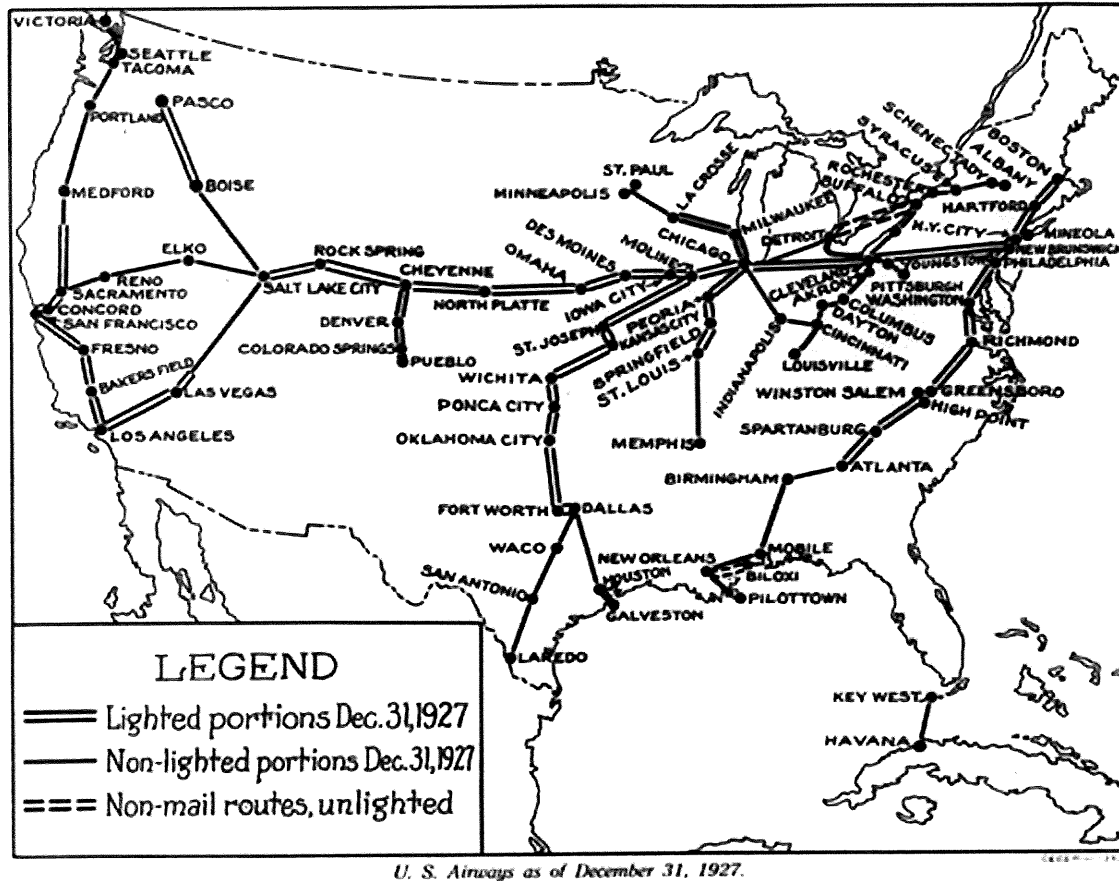 VICTORIA
SEATTLE
TACOMA
PASCO
PORTLAND
MEDFORD
BOISE
ELKO
RENO
SACRAMENTO
CONCORD
SAN FRANCISCO
FRESNO
BAKERSFIELD
LAS VEGAS
LOS ANGELES
ROCK SPRING
SALT LAKE CITY
CHEYENNE
NORTH PLATTE
DENVER
COLORADO SPRINGS
PUEBLO
OMAHA
DES MOINES
IOWA CITY
MOLINE
ST. PAUL
MINNEAPOLIS
LA CROSSE
MILWAUKEE
CHICAGO
ST. JOSEPH
KANSAS CITY
PEORIA
SPRINGFIELD
ST. LOUIS
WICHITA
PONCA CITY
OKLAHOMA CITY
MEMPHIS
FORT WORTH
DALLAS
WACO
SAN ANTONIO
LAREDO
HOUSTON
GALVESTON
NEW ORLEANS
BILOXI
PILOTTOWN
MOBILE
BIRMINGHAM
ATLANTA
SPARTANBURG
HIGH POINT
WINSTON SALEM
GREENSBORO
RICHMOND
WASHINGTON
PHILADELPHIA
NEW BRUNSWICK
MINEOLA
N.Y. CITY
HARTFORD
BOSTON
ALBANY
SCHENECTADY
SYRACUSE
ROCHESTER
BUFFALO
DETROIT
CLEVELAND
AKRON
YOUNGSTON
PITTSBURGH
COLUMBUS
DAYTON
CINCINNATI
LOUISVILLE
INDIANAPOLIS
KEY WEST
HAVANA
LEGEND
Lighted portions Dec. 31, 1927
Non-lighted portions Dec. 31, 1927
Non-mail routes, unlighted
U. S. Airways as of December 31, 1927.